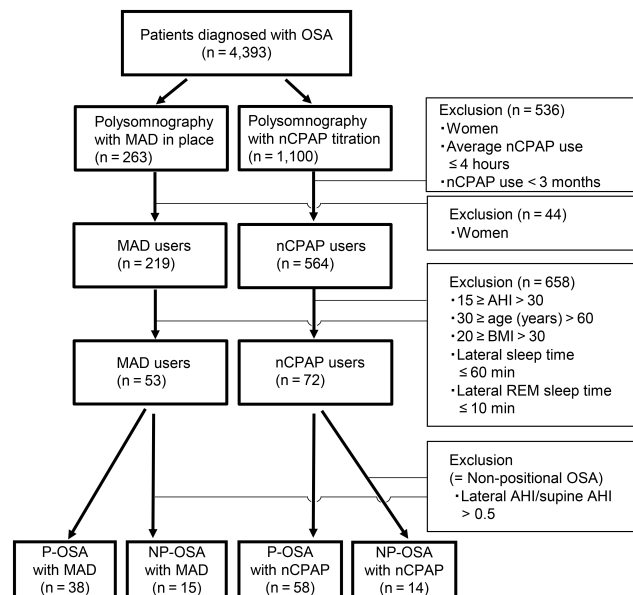 Patients diagnosed with OSA
(n = 4,393)
Polysomnography
with MAD in place
(n = 263)
Polysomnography
with nCPAP titration
(n = 1,100)
Exclusion (n = 536)
・Women
・Average nCPAP use
≤ 4 hours
・nCPAP use < 3 months
Exclusion (n = 44)
・Women
MAD users
(n = 219)
nCPAP users
(n = 564)
Exclusion (n = 658)
・15 ≥ AHI > 30
・30 ≥ age (years) > 60
・20 ≥ BMI > 30
・Lateral sleep time
≤ 60 min
・Lateral REM sleep time
≤ 10 min
MAD users
(n = 53)
nCPAP users
(n = 72)
Exclusion
(= Non-positional OSA)
・Lateral AHI/supine AHI
> 0.5
P-OSA
with MAD
(n = 38)
NP-OSA
with MAD
(n = 15)
P-OSA
with nCPAP
(n = 58)
NP-OSA
with nCPAP
(n = 14)